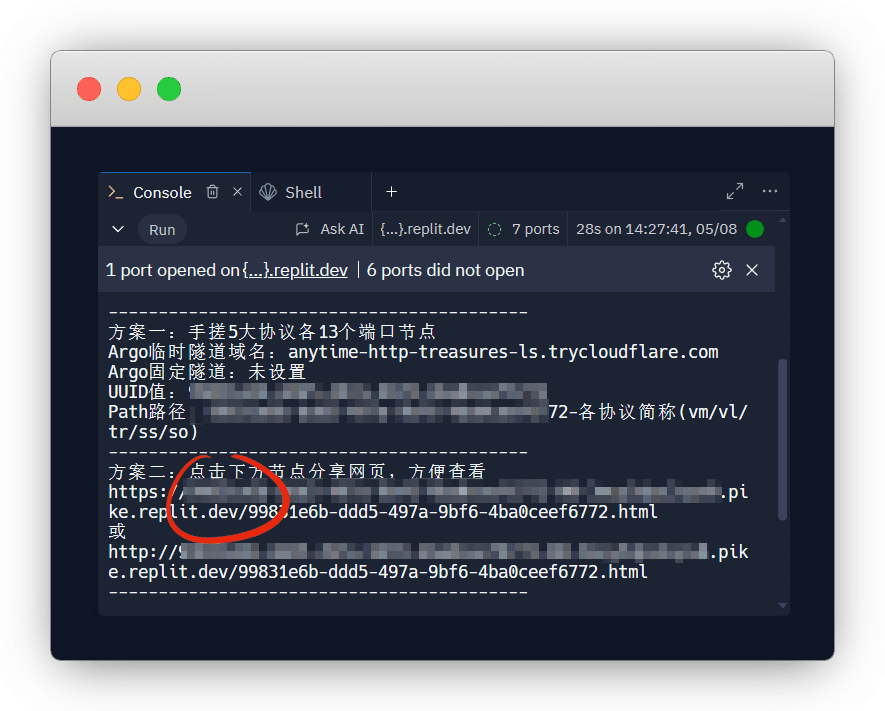 Console
Shell
Run
Ask AI
{...}.replit.dev
7 ports
28s on 14:27:41, 05/08
1 port opened on {...}.replit.dev | 6 ports did not open
------------------------------------------
方案一：手搓5大协议各13个端口节点
Argo临时隧道域名：anytime-http-treasures-ls.trycloudflare.com
Argo固定隧道：未设置
UUID值：
Path路径 72-各协议简称(vm/vl/
tr/ss/so)
------------------------------------------
方案二：点击下方节点分享网页，方便查看
https:// .pi
ke.replit.dev/99831e6b-ddd5-497a-9bf6-4ba0ceef6772.html
或
http://9 .pik
e.replit.dev/99831e6b-ddd5-497a-9bf6-4ba0ceef6772.html
------------------------------------------